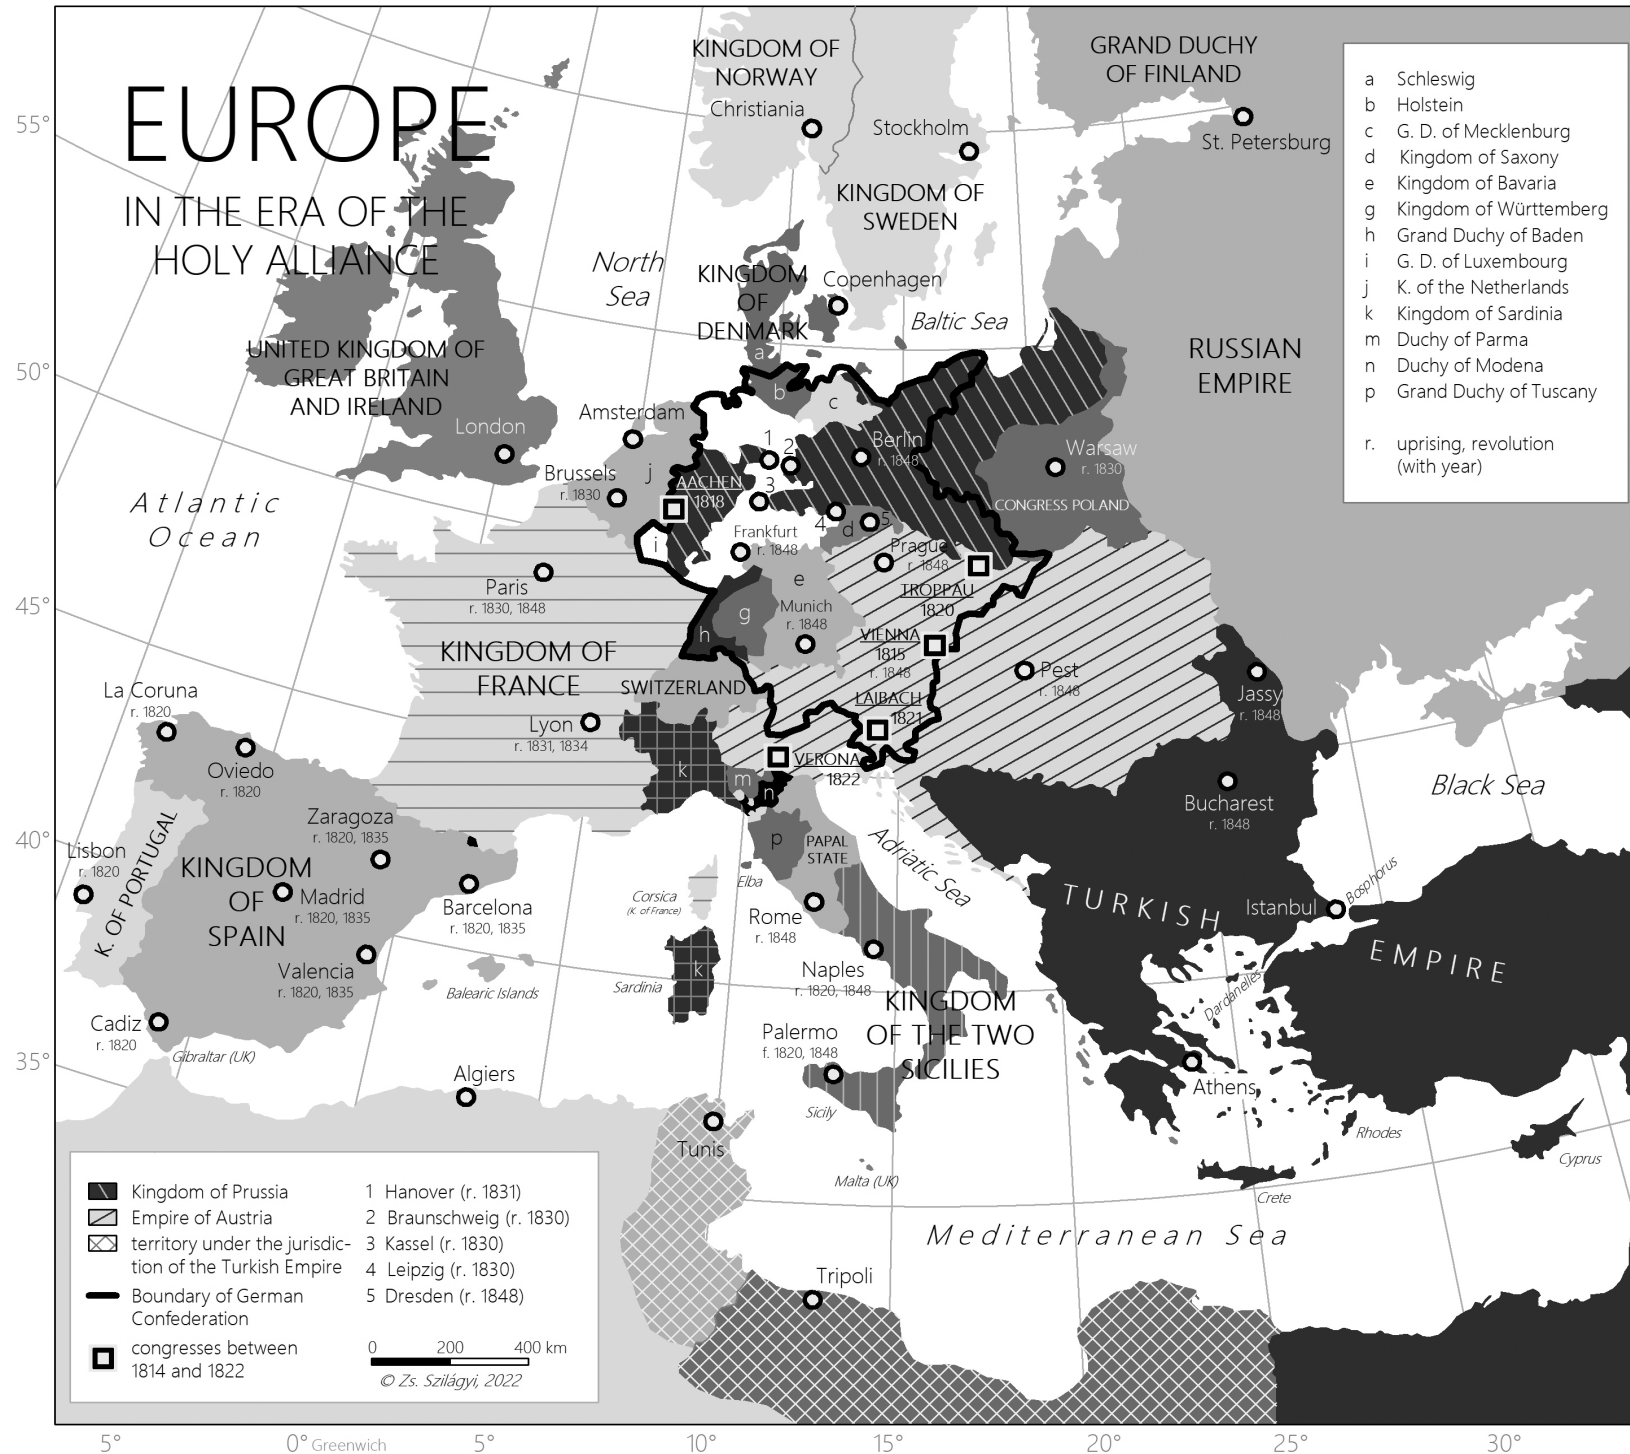 EUROPE
IN THE ERA OF THE
HOLY ALLIANCE
55°
50°
45°
40°
35°
KINGDOM OF
NORWAY
Christiania
Stockholm
KINGDOM OF
SWEDEN
GRAND DUCHY
OF FINLAND
St. Petersburg
a Schleswig
b Holstein
c G. D. of Mecklenburg
d Kingdom of Saxony
e Kingdom of Bavaria
g Kingdom of Württemberg
h Grand Duchy of Baden
i G. D. of Luxembourg
j K. of the Netherlands
k Kingdom of Sardinia
m Duchy of Parma
n Duchy of Modena
p Grand Duchy of Tuscany
r. uprising, revolution
(with year)
North
Sea
KINGDOM
OF
DENMARK
Copenhagen
Baltic Sea
RUSSIAN
EMPIRE
UNITED KINGDOM OF
GREAT BRITAIN
AND IRELAND
London
Atlantic
Ocean
Amsterdam
Brussels
r. 1830
j
a
b
c
1
2
3
4
5
d
AACHEN
1818
i
Berlin
r. 1848
Warsaw
r. 1830
CONGRESS POLAND
Frankfurt
r. 1848
Prague
r. 1848
TROPPAU
1820
e
g
h
Munich
r. 1848
VIENNA
1815
r. 1848
LAIBACH
1821
VERONA
1822
Pest
r. 1848
Jassy
r. 1848
Bucharest
r. 1848
Black Sea
Paris
r. 1830, 1848
KINGDOM OF
FRANCE
SWITZERLAND
Lyon
r. 1831, 1834
k
m
n
p
PAPAL
STATE
Adriatic Sea
La Coruna
r. 1820
Oviedo
r. 1820
Zaragoza
r. 1820, 1835
Lisbon
r. 1820
K. OF PORTUGAL
KINGDOM
OF
SPAIN
Madrid
r. 1820, 1835
Barcelona
r. 1820, 1835
Valencia
r. 1820, 1835
Balearic Islands
Cadiz
r. 1820
Gibraltar (UK)
Algiers
Corsica
(K. of France)
Elba
Rome
r. 1848
Sardinia
k
Naples
r. 1820, 1848
KINGDOM
OF THE TWO
SICILIES
Palermo
f. 1820, 1848
Sicily
Tunis
Malta (UK)
TURKISH
EMPIRE
Istanbul
Bosphorus
Dardanelles
Athens
Rhodes
Cyprus
Crete
Mediterranean Sea
Tripoli
Kingdom of Prussia
Empire of Austria
territory under the jurisdic-
tion of the Turkish Empire
Boundary of German
Confederation
congresses between
1814 and 1822
1 Hanover (r. 1831)
2 Braunschweig (r. 1830)
3 Kassel (r. 1830)
4 Leipzig (r. 1830)
5 Dresden (r. 1848)
0 200 400 km
© Zs. Szilágyi, 2022
5° 0° Greenwich 5° 10° 15° 20° 25° 30°